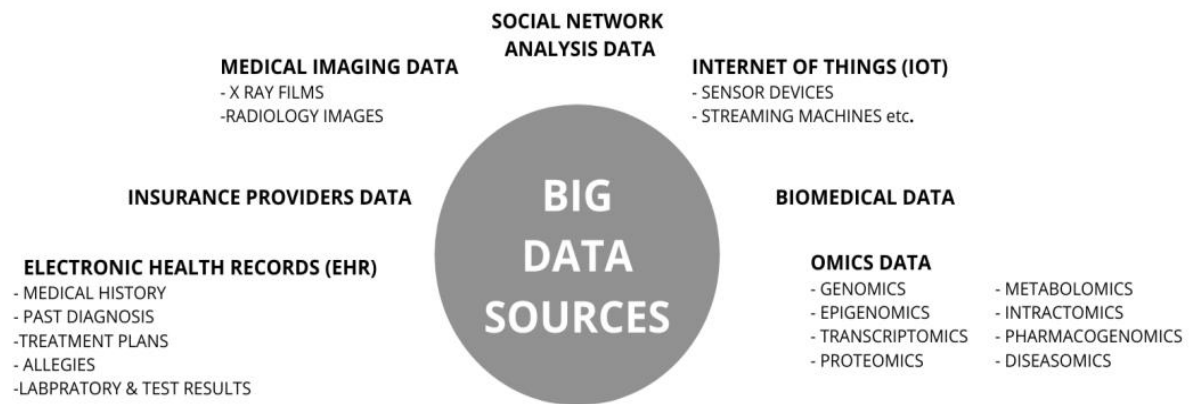 SOCIAL NETWORK
ANALYSIS DATA
MEDICAL IMAGING DATA
- X RAY FILMS
-RADIOLOGY IMAGES
INTERNET OF THINGS (IOT)
- SENSOR DEVICES
- STREAMING MACHINES etc.
INSURANCE PROVIDERS DATA
BIG
DATA
SOURCES
BIOMEDICAL DATA
ELECTRONIC HEALTH RECORDS (EHR)
- MEDICAL HISTORY
- PAST DIAGNOSIS
-TREATMENT PLANS
- ALLEGIES
-LABPRATORY & TEST RESULTS
OMICS DATA
- GENOMICS
- EPIGENOMICS
- TRANSCRIPTOMICS
- PROTEOMICS
- METABOLOMICS
- INTRACTOMICS
- PHARMACOGENOMICS
- DISEASOMICS